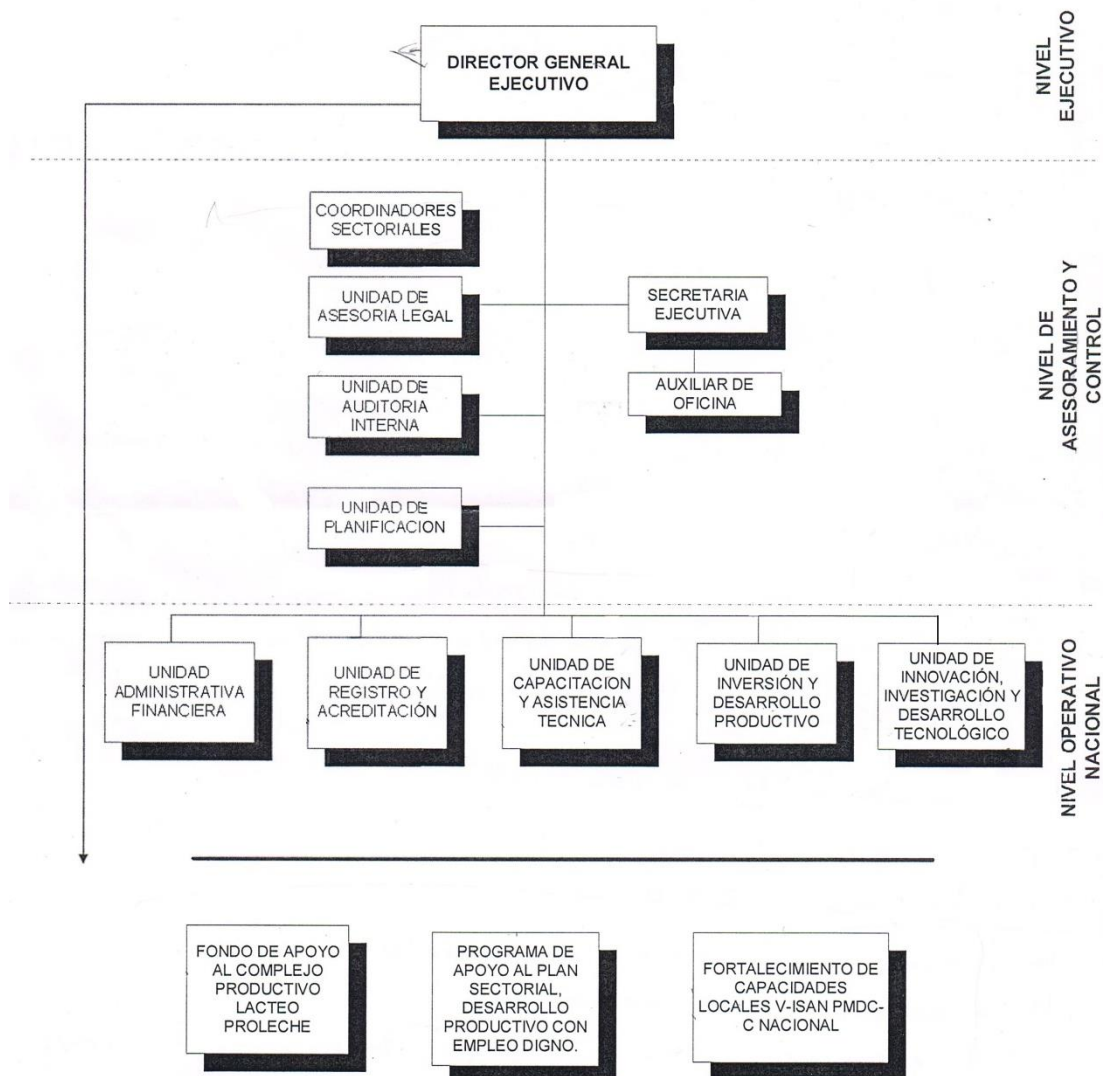 DIRECTOR GENERAL
EJECUTIVO
NIVEL
EJECUTIVO
COORDINADORES
SECTORIALES
UNIDAD DE
ASESORIA LEGAL
SECRETARIA
EJECUTIVA
UNIDAD DE
AUDITORIA
INTERNA
AUXILIAR DE
OFICINA
UNIDAD DE
PLANIFICACION
NIVEL DE
ASESORAMIENTO Y
CONTROL
UNIDAD
ADMINISTRATIVA
FINANCIERA
UNIDAD DE
REGISTRO Y
ACREDITACIÓN
UNIDAD DE
CAPACITACION
Y ASISTENCIA
TECNICA
UNIDAD DE
INVERSIÓN Y
DESARROLLO
PRODUCTIVO
UNIDAD DE
INNOVACIÓN,
INVESTIGACIÓN Y
DESARROLLO
TECNOLÓGICO
NIVEL OPERATIVO
NACIONAL
FONDO DE APOYO
AL COMPLEJO
PRODUCTIVO
LACTEO
PROLECHE
PROGRAMA DE
APOYO AL PLAN
SECTORIAL,
DESARROLLO
PRODUCTIVO CON
EMPLEO DIGNO.
FORTALECIMIENTO DE
CAPACIDADES
LOCALES V-ISAN PMDC-
C NACIONAL